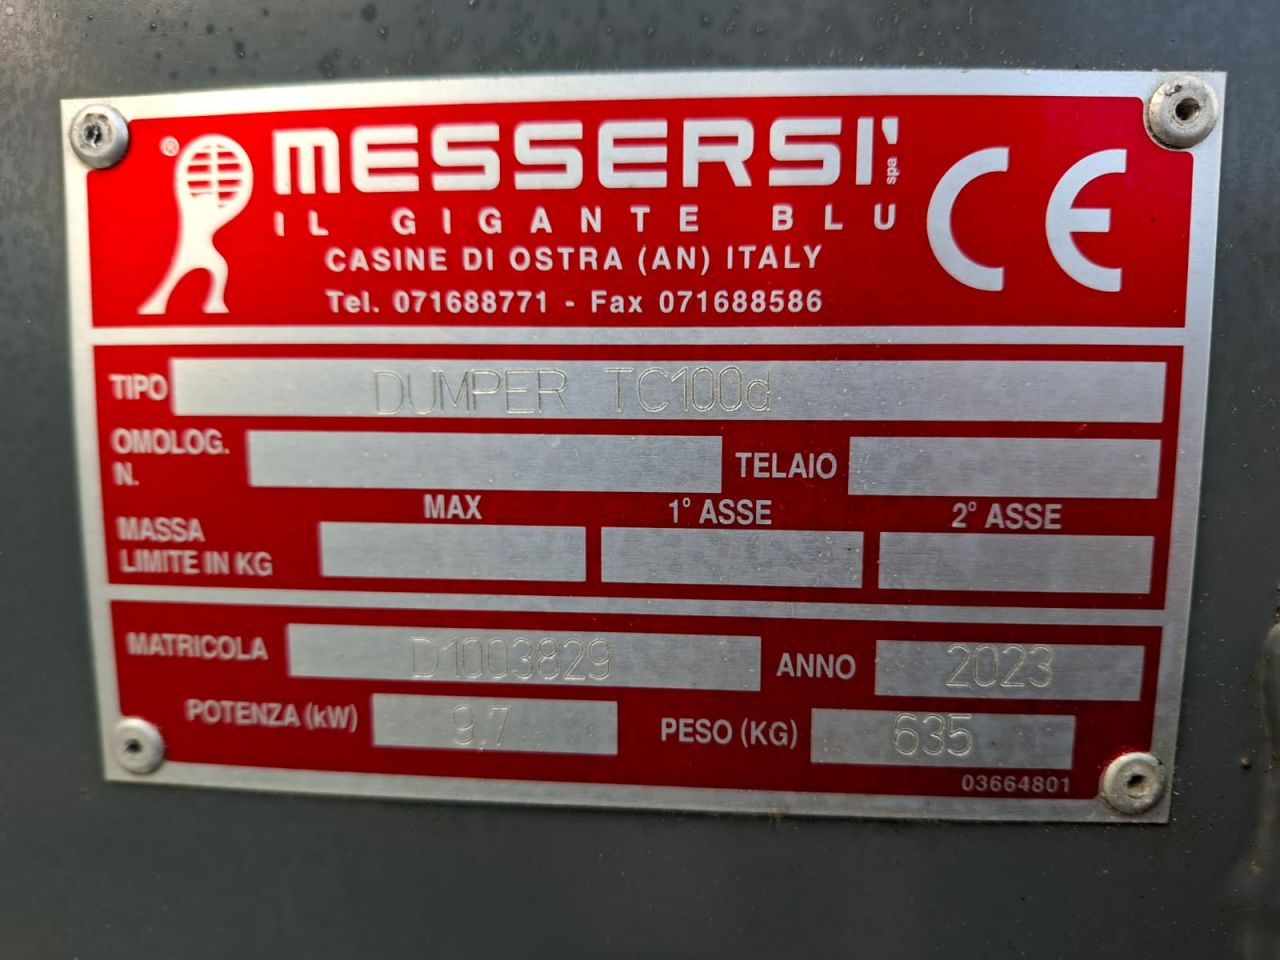 ®
MESSERSI' spa
IL GIGANTE BLU
CASINE DI OSTRA (AN) ITALY
Tel. 071688771 - Fax 071688586
CE
TIPO DUMPER TC100d
OMOLOG. N. TELAIO
MAX 1° ASSE 2° ASSE
MASSA
LIMITE IN KG
MATRICOLA D1003829 ANNO 2023
POTENZA (kW) 9,7 PESO (KG) 635
03664801